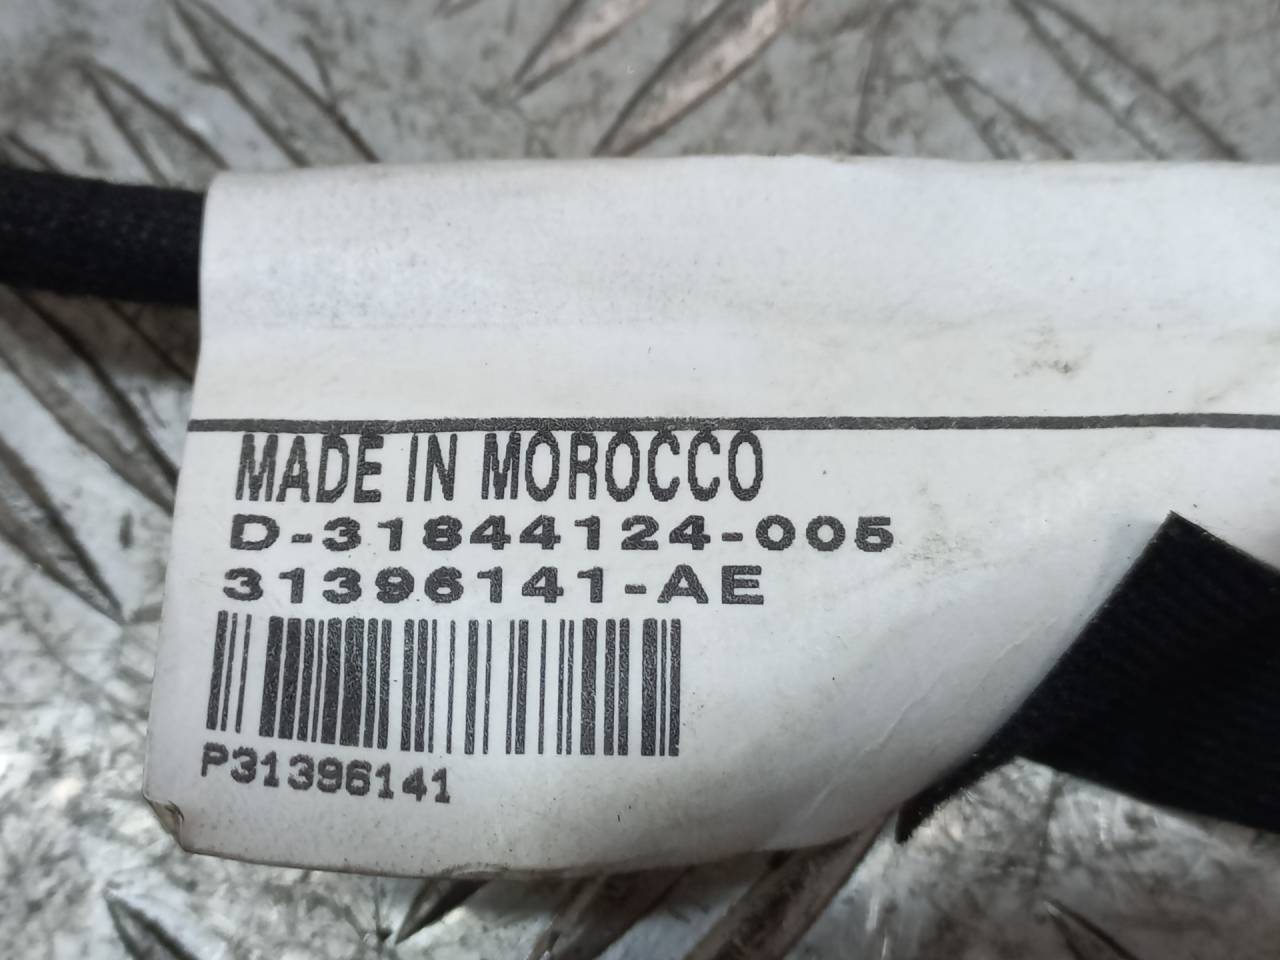 MADE IN MOROCCO
D-31844124-005
31396141-AE
P31396141